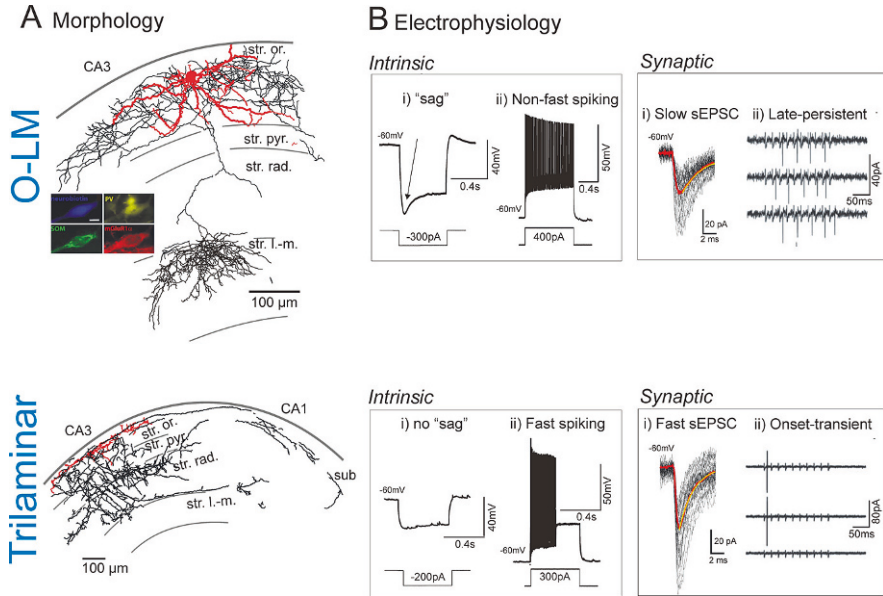 A Morphology
B Electrophysiology
O-LM
CA3
str. or.
str. pyr.
str. rad.
str. l.-m.
100 µm
PV
SOM
Intrinsic
i) "sag"
ii) Non-fast spiking
-60mV
40mV
0.4s
-300pA
50mV
0.4s
-60mV
400pA
Synaptic
i) Slow sEPSC
ii) Late-persistent
-60mV
20 pA
2 ms
40pA
50ms
Trilaminar
CA3
CA1
str. or.
str. pyr.
str. rad.
str. l.-m.
sub
100 µm
Intrinsic
i) no "sag"
ii) Fast spiking
-60mV
40mV
0.4s
-200pA
50mV
0.4s
-60mV
300pA
Synaptic
i) Fast sEPSC
ii) Onset-transient
-60mV
20 pA
2 ms
80pA
50ms